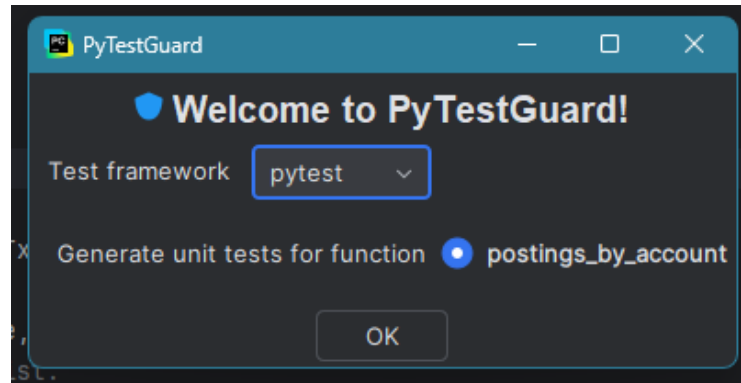 PyTestGuard
Welcome to PyTestGuard!
Test framework pytest
Generate unit tests for function postings_by_account
OK